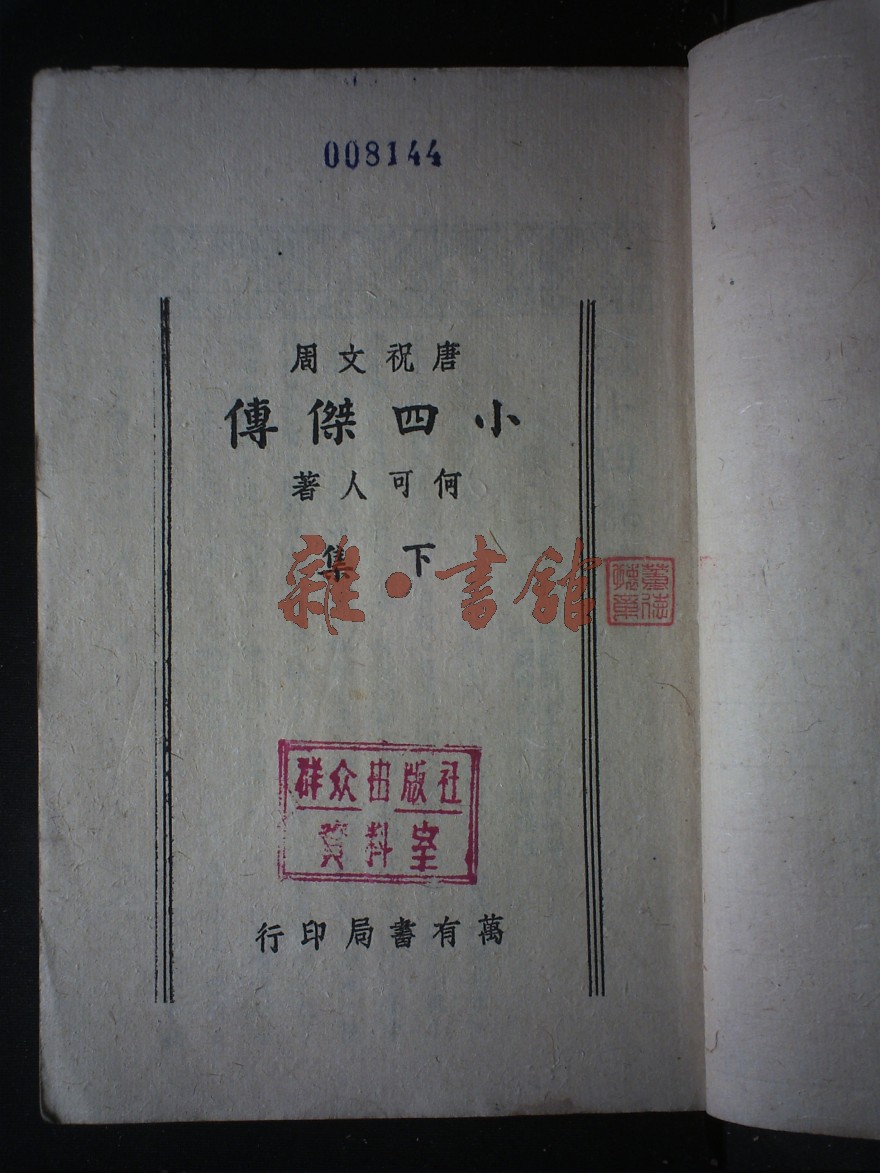 008144
唐祝文周
小四傑傳
何可人著
下集
雜·書館
群众出版社
资料室
萬有書局印行